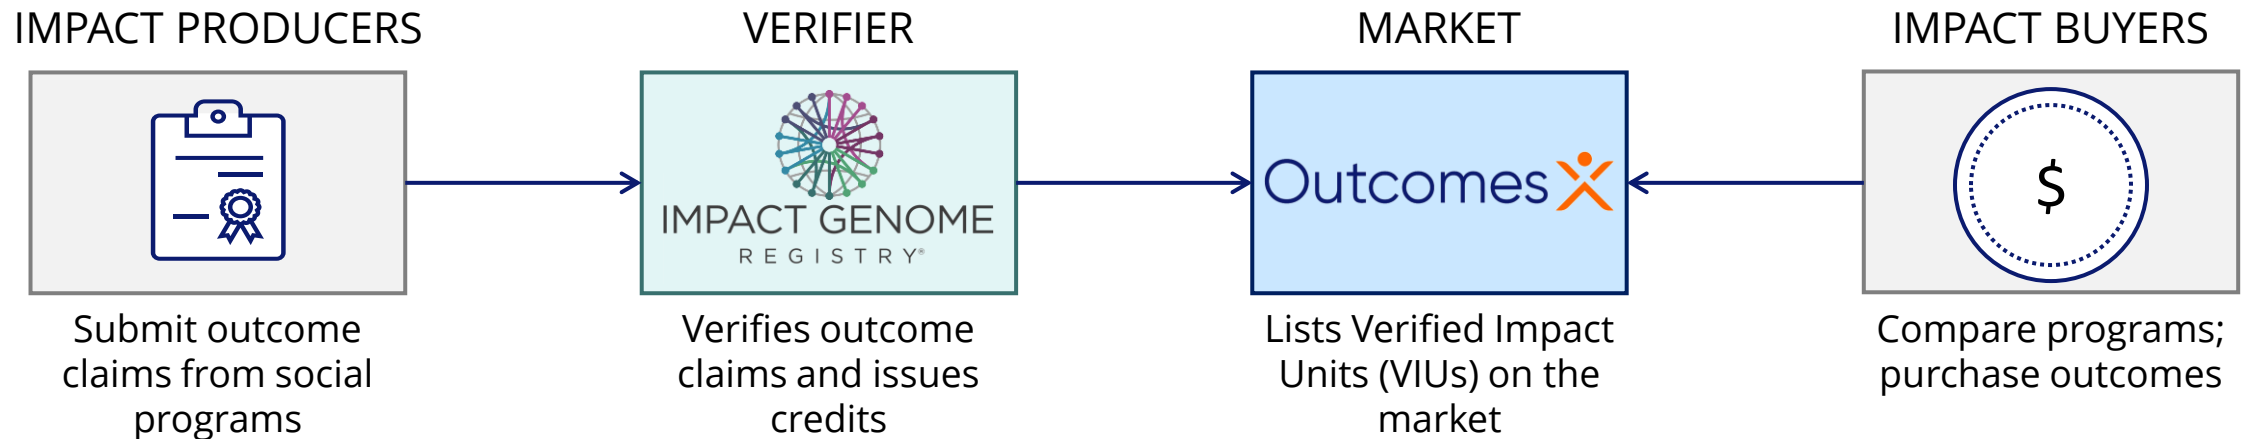 IMPACT PRODUCERS
VERIFIER
MARKET
IMPACT BUYERS
IMPACT GENOME
REGISTRY®
Outcomes X
$
Submit outcome
claims from social
programs
Verifies outcome
claims and issues
credits
Lists Verified Impact
Units (VIUs) on the
market
Compare programs;
purchase outcomes